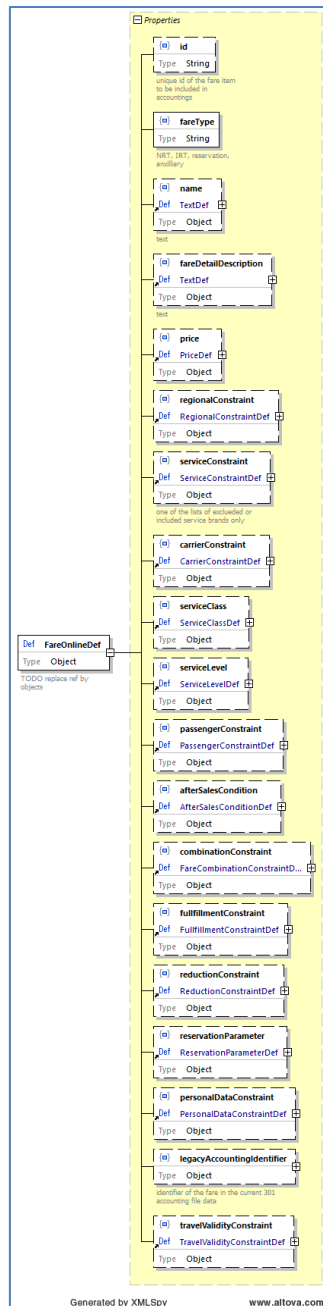 Properties
id
Type String
unique id of the fare item
to be included in
accountings
fareType
Type String
NRT, IRT, reservation,
anxilliary
name
Def TextDef
Type Object
text
fareDetailDescription
Def TextDef
Type Object
text
price
Def PriceDef
Type Object
regionalConstraint
Def RegionalConstraintDef
Type Object
serviceConstraint
Def ServiceConstraintDef
Type Object
one of the lists of exclueded or
included service brands only
carrierConstraint
Def CarrierConstraintDef
Type Object
serviceClass
Def ServiceClassDef
Type Object
Def FareOnlineDef
Type Object
TODO replace ref by
objects
serviceLevel
Def ServiceLevelDef
Type Object
passengerConstraint
Def PassengerConstraintDef
Type Object
afterSalesCondition
Def AfterSalesConditionDef
Type Object
combinationConstraint
Def FareCombinationConstraintD...
Type Object
fullfillmentConstraint
Def FullfillmentConstraintDef
Type Object
reductionConstraint
Def ReductionConstraintDef
Type Object
reservationParameter
Def ReservationParameterDef
Type Object
personalDataConstraint
Def PersonalDataConstraintDef
Type Object
legacyAccountingIdentifier
Type Object
identifier of the fare in the current 301
accounting file data
travelValidityConstraint
Def TravelValidityConstraintDef
Type Object
Generated by XMLSpy www.altova.com